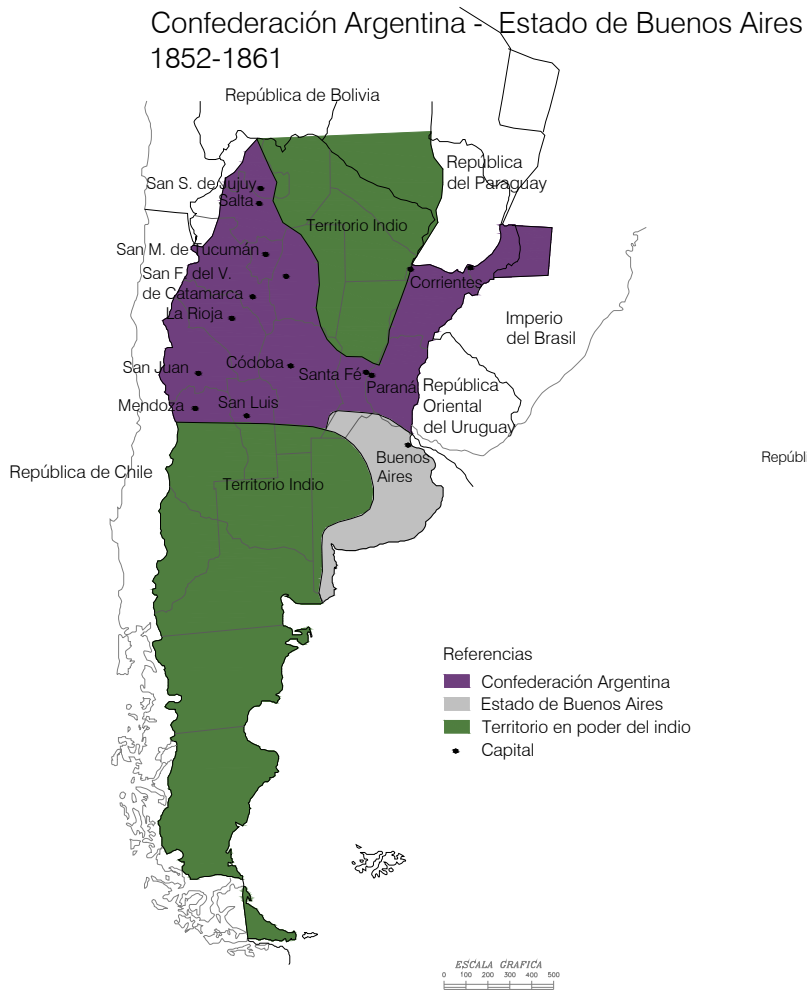 Confederación Argentina - Estado de Buenos Aires
1852-1861
República de Bolivia
República
del Paraguay
San S. de Jujuy
Salta
Territorio Indio
San M. de Tucumán
San F. del V.
de Catamarca
La Rioja
Corrientes
Imperio
del Brasil
San Juan
Córdoba
Santa Fé
Paraná
Mendoza
San Luis
República
Oriental
del Uruguay
Buenos
Aires
República de Chile
Territorio Indio
Repúbli
Referencias
Confederación Argentina
Estado de Buenos Aires
Territorio en poder del indio
Capital
ESCALA GRAFICA
0 100 200 300 400 500